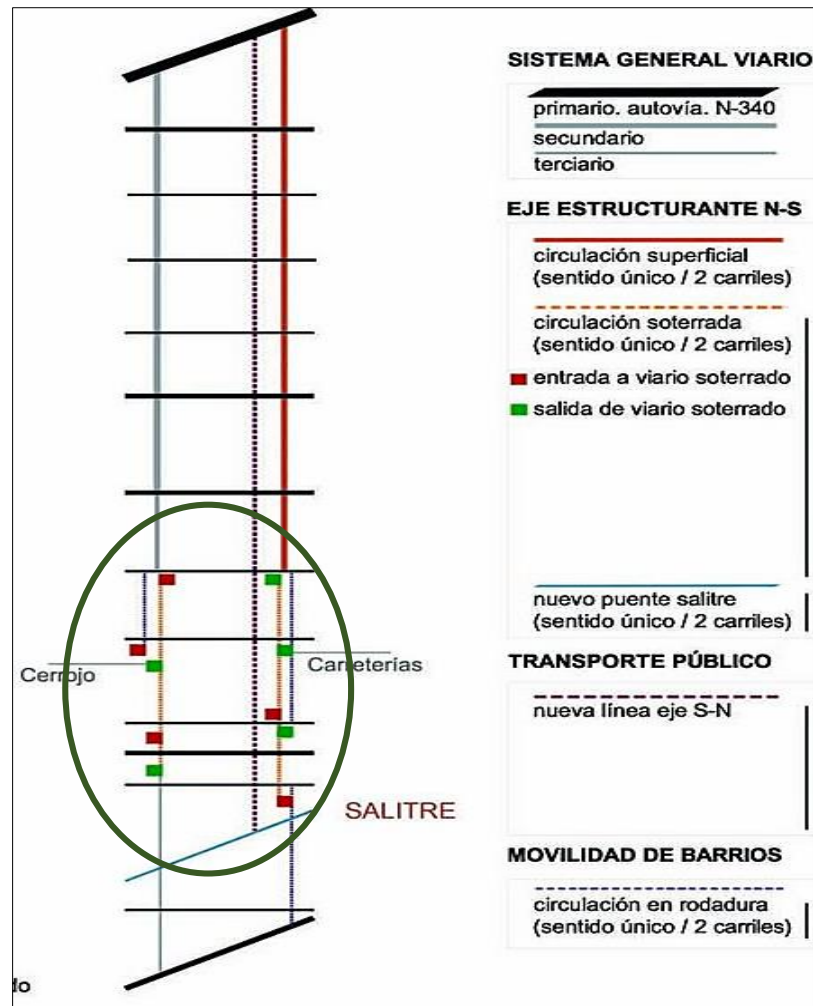 SISTEMA GENERAL VIARIO
primario. autovía. N-340
secundario
terciario
EJE ESTRUCTURANTE N-S
circulación superficial
(sentido único / 2 carriles)
circulación soterrada
(sentido único / 2 carriles)
entrada a viario soterrado
salida de viario soterrado
nuevo puente salitre
(sentido único / 2 carriles)
TRANSPORTE PÚBLICO
nueva línea eje S-N
MOVILIDAD DE BARRIOS
circulación en rodadura
(sentido único / 2 carriles)
Cerrojo
Carreterías
SALITRE
do